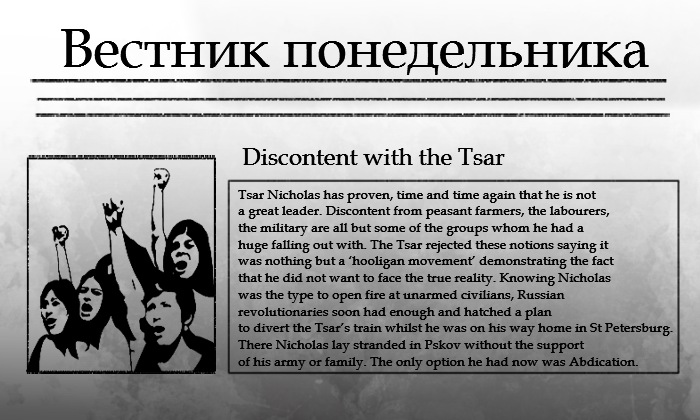 Вестник понедельника
Discontent with the Tsar
Tsar Nicholas has proven, time and time again that he is not
a great leader. Discontent from peasant farmers, the labourers,
the military are all but some of the groups whom he had a
huge falling out with. The Tsar rejected these notions saying it
was nothing but a ‘hooligan movement’ demonstrating the fact
that he did not want to face the true reality. Knowing Nicholas
was the type to open fire at unarmed civilians, Russian
revolutionaries soon had enough and hatched a plan
to divert the Tsar’s train whilst he was on his way home in St Petersburg.
There Nicholas lay stranded in Pskov without the support
of his army or family. The only option he had now was Abdication.